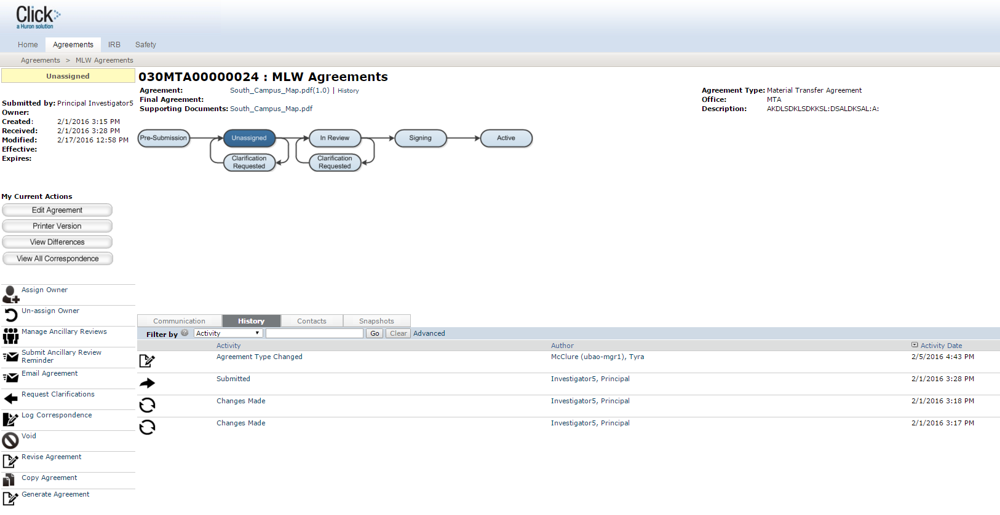 Click
a Huron solution
Home Agreements IRB Safety
Agreements > MLW Agreements
Unassigned
Submitted by: Principal Investigator5
Owner:
Created: 2/1/2016 3:15 PM
Received: 2/1/2016 3:28 PM
Modified: 2/17/2016 12:58 PM
Effective:
Expires:
My Current Actions
Edit Agreement
Printer Version
View Differences
View All Correspondence
Assign Owner
Un-assign Owner
Manage Ancillary Reviews
Submit Ancillary Review
Reminder
Email Agreement
Request Clarifications
Log Correspondence
Void
Revise Agreement
Copy Agreement
Generate Agreement
030MTA00000024 : MLW Agreements
Agreement: South_Campus_Map.pdf(1.0) | History
Final Agreement:
Supporting Documents: South_Campus_Map.pdf
Agreement Type: Material Transfer Agreement
Office: MTA
Description: AKDLSDKLSDKKSL:DSALDKSAL:A:
Pre-Submission Unassigned In Review Signing Active
Clarification
Requested
Clarification
Requested
Communication History Contacts Snapshots
Filter by ? Activity Go Clear Advanced
Activity Author Activity Date
Agreement Type Changed McClure (ubao-mgr1), Tyra 2/5/2016 4:43 PM
Submitted Investigator5, Principal 2/1/2016 3:28 PM
Changes Made Investigator5, Principal 2/1/2016 3:18 PM
Changes Made Investigator5, Principal 2/1/2016 3:17 PM